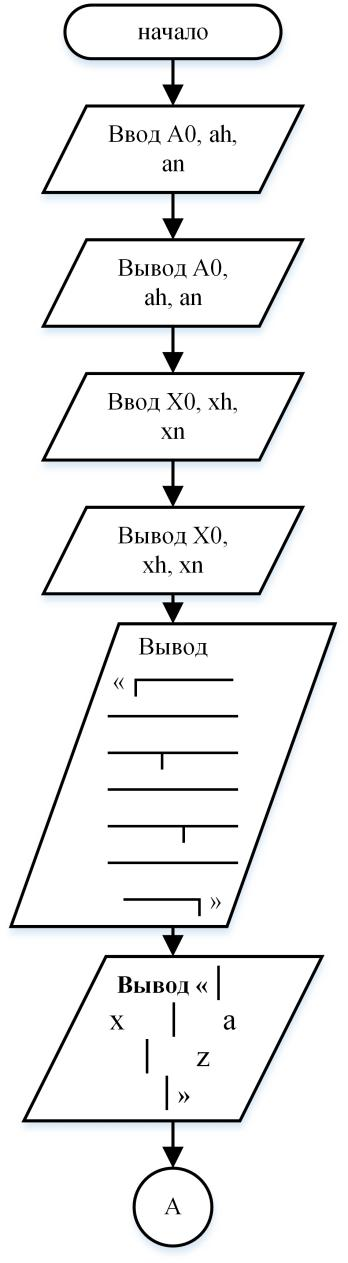 начало
Ввод A0, ah,
an
Вывод A0,
ah, an
Ввод X0, xh,
xn
Вывод X0,
xh, xn
Вывод
« ┌───────
──────────
────┬─────
──────────
─────┬────
──────────
──────┐ »
Вывод « │
x │ a
│ z
│ »
A